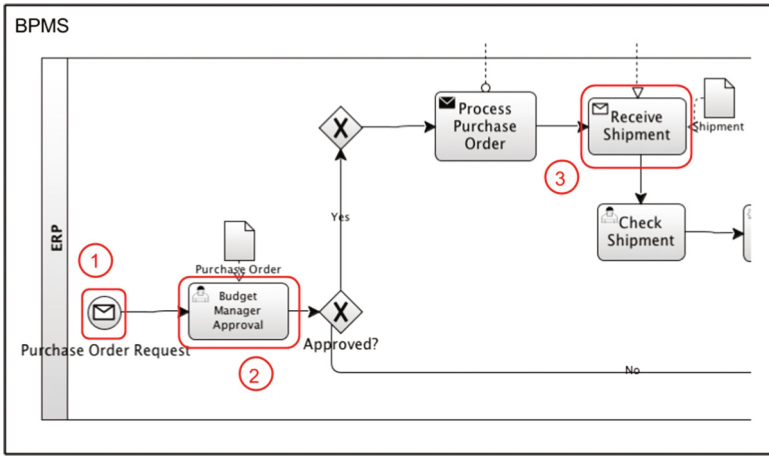 BPMS
ERP
1
Purchase Order Request
Purchase Order
Budget
Manager
Approval
2
X
Approved?
Yes
No
X
Process
Purchase
Order
Receive
Shipment
3
Shipment
Check
Shipment